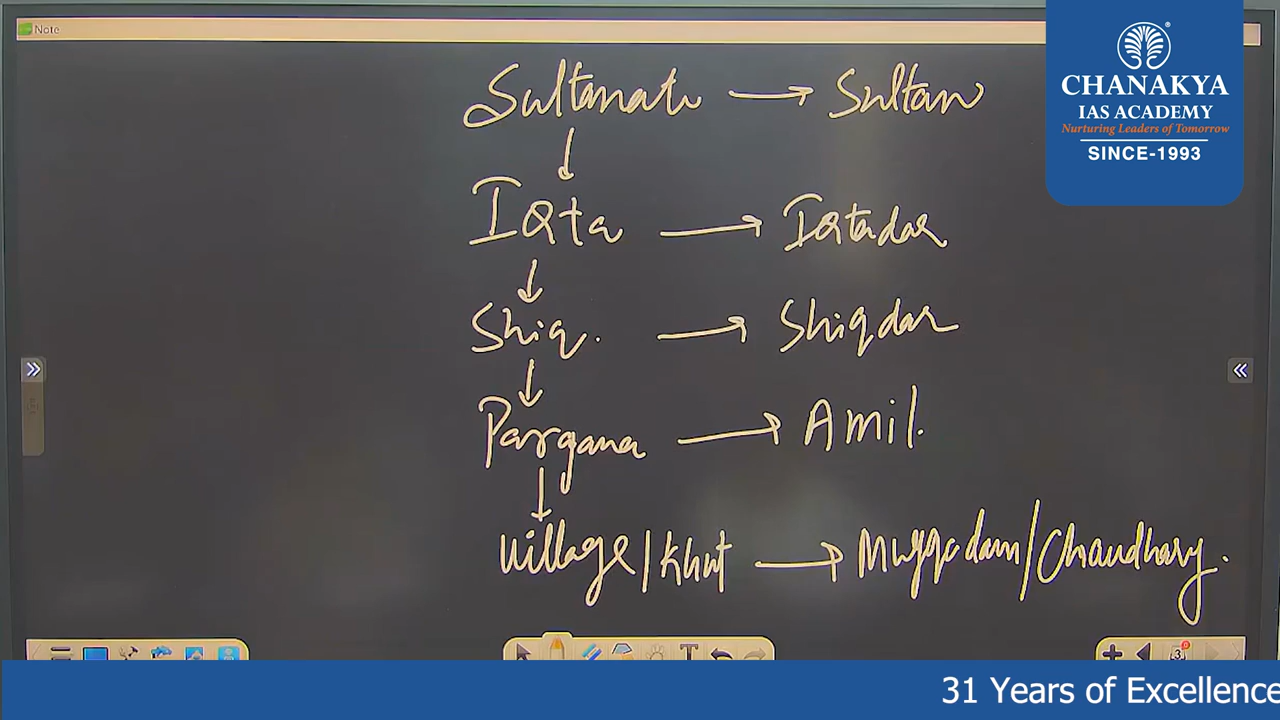 Note
CHANAKYA
IAS ACADEMY
Nurturing Leaders of Tomorrow
SINCE-1993
Sultanate → Sultan
↓
IQta → IQtadar
↓
Shiq. → Shiqdar
↓
Pargana → Amil.
↓
Village/Khut → Muqqadam/Chaudhary.
T
3
31 Years of Excellence